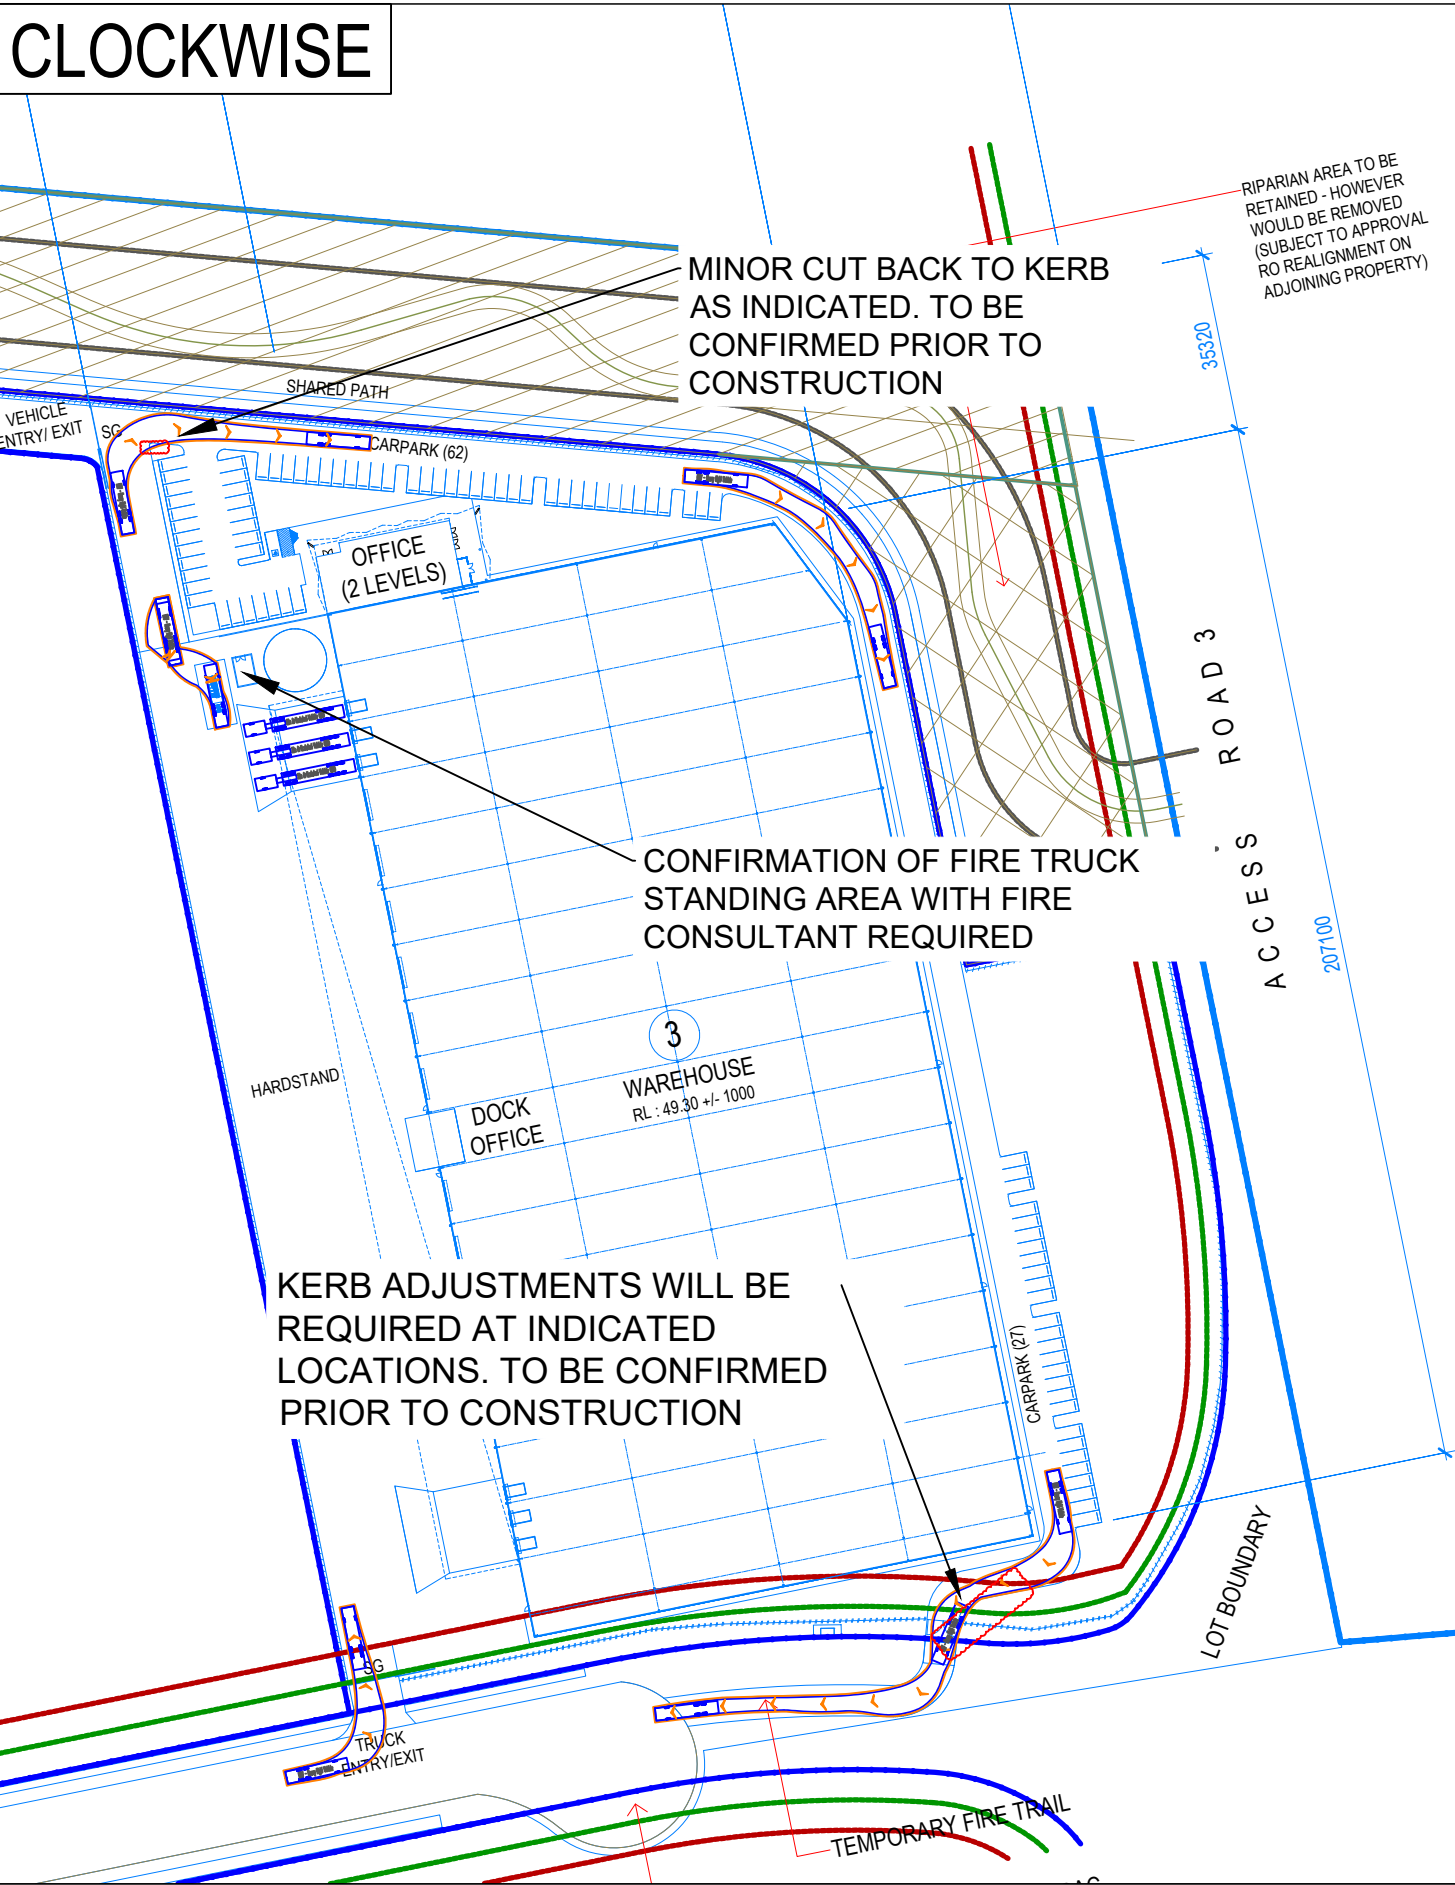 CLOCKWISE
RIPARIAN AREA TO BE
RETAINED - HOWEVER
WOULD BE REMOVED
(SUBJECT TO APPROVAL
RO REALIGNMENT ON
ADJOINING PROPERTY)
MINOR CUT BACK TO KERB
AS INDICATED. TO BE
CONFIRMED PRIOR TO
CONSTRUCTION
35320
SHARED PATH
VEHICLE
ENTRY/ EXIT
SG
CARPARK (62)
OFFICE
(2 LEVELS)
ACCESS ROAD 3
CONFIRMATION OF FIRE TRUCK
STANDING AREA WITH FIRE
CONSULTANT REQUIRED
207100
3
WAREHOUSE
RL : 49.30 +/- 1000
HARDSTAND
DOCK
OFFICE
KERB ADJUSTMENTS WILL BE
REQUIRED AT INDICATED
LOCATIONS. TO BE CONFIRMED
PRIOR TO CONSTRUCTION
CARPARK (27)
LOT BOUNDARY
SG
TRUCK
ENTRY/EXIT
TEMPORARY FIRE TRAIL